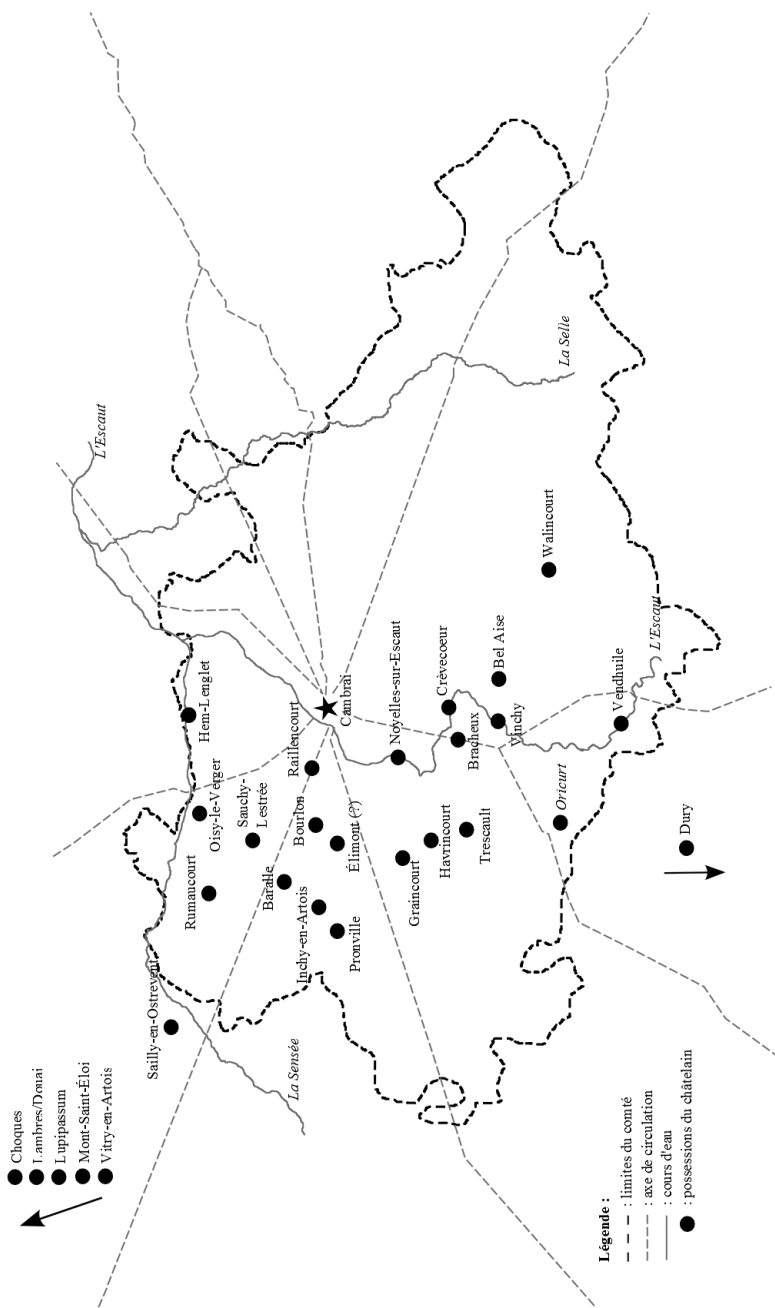 Choques
Lambres/Douai
Lupipassum
Mont-Saint-Éloi
Vitry-en-Artois
L'Escaut
Sailly-en-Ostrevent
Rumaucourt
Oisy-le-Verger
Hem-Lenglet
Sauchy-
Lestrée
La Sensée
Baralle
Inchy-en-Artois
Pronville
Bourlon
Élimont (?)
Raillencourt
Cambrai
Noyelles-sur-Escaut
Graincourt
Havrincourt
Trescault
Crèvecoeur
Bracheux
Vinchy
Bel Aise
Walincourt
La Selle
Oricurt
Vendhuile
L'Escaut
Dury
Légende :
: limites du comté
: axe de circulation
: cours d'eau
: possessions du châtelain